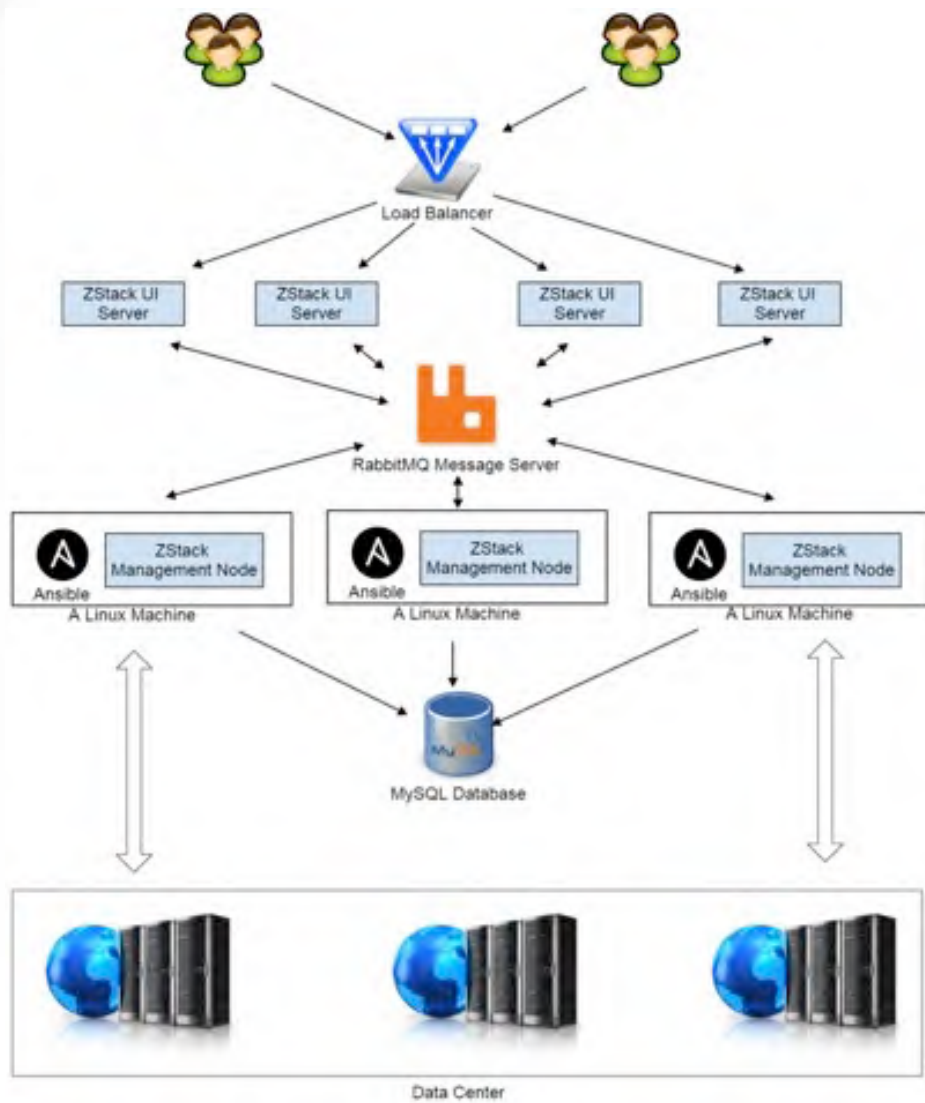 Load Balancer
ZStack UI
Server
ZStack UI
Server
ZStack UI
Server
ZStack UI
Server
RabbitMQ Message Server
Ansible
ZStack
Management Node
A Linux Machine
Ansible
ZStack
Management Node
A Linux Machine
Ansible
ZStack
Management Node
A Linux Machine
MySQL
MySQL Database
Data Center